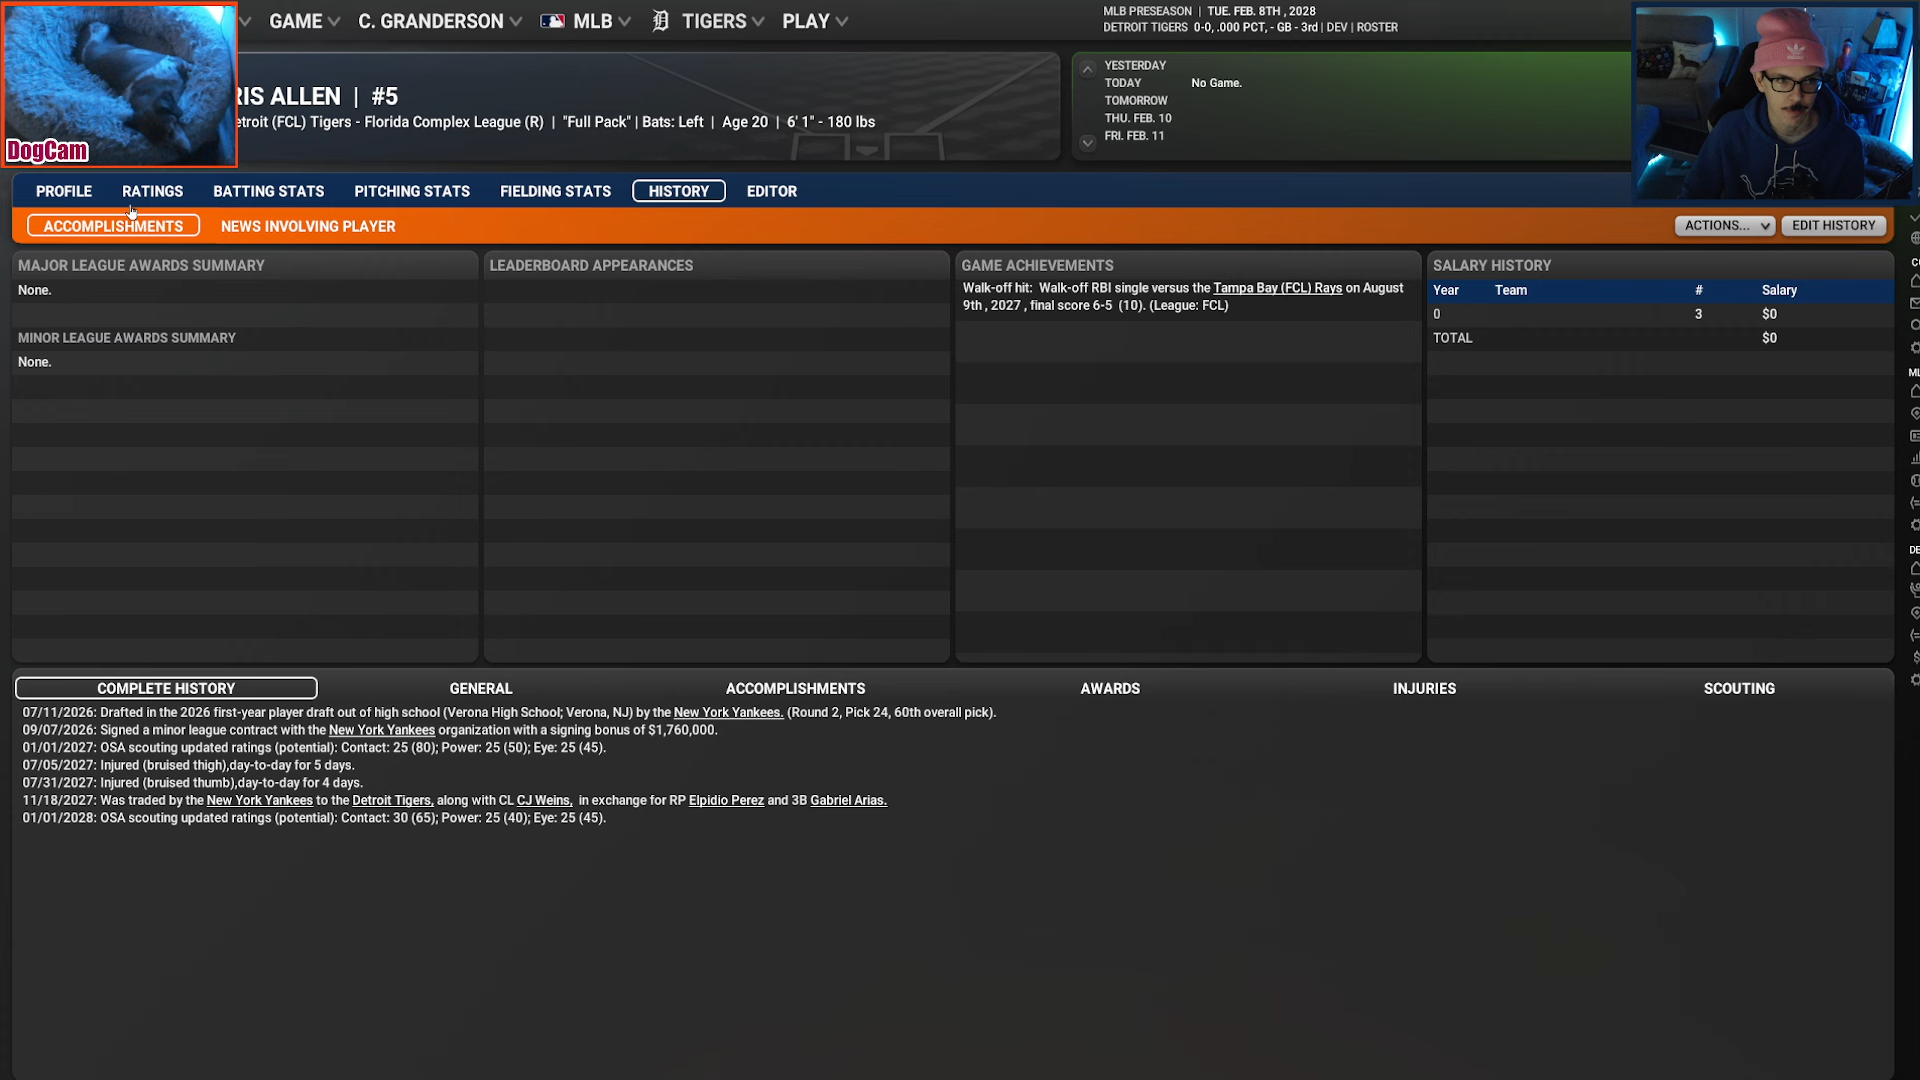 GAME
C. GRANDERSON
MLB
TIGERS
PLAY
MLB PRESEASON | TUE. FEB. 8TH , 2028
DETROIT TIGERS 0-0, .000 PCT, - GB - 3rd | DEV | ROSTER
DogCam
RIS ALLEN | #5
etroit (FCL) Tigers - Florida Complex League (R) | "Full Pack" | Bats: Left | Age 20 | 6' 1" - 180 lbs
YESTERDAY
TODAY No Game.
TOMORROW
THU. FEB. 10
FRI. FEB. 11
PROFILE RATINGS BATTING STATS PITCHING STATS FIELDING STATS HISTORY EDITOR
ACCOMPLISHMENTS NEWS INVOLVING PLAYER ACTIONS... EDIT HISTORY
MAJOR LEAGUE AWARDS SUMMARY
None.
MINOR LEAGUE AWARDS SUMMARY
None.
LEADERBOARD APPEARANCES
GAME ACHIEVEMENTS
Walk-off hit: Walk-off RBI single versus the Tampa Bay (FCL) Rays on August
9th , 2027 , final score 6-5 (10). (League: FCL)
SALARY HISTORY
Year Team # Salary
0 3 $0
TOTAL $0
COMPLETE HISTORY GENERAL ACCOMPLISHMENTS AWARDS INJURIES SCOUTING
07/11/2026: Drafted in the 2026 first-year player draft out of high school (Verona High School; Verona, NJ) by the New York Yankees. (Round 2, Pick 24, 60th overall pick).
09/07/2026: Signed a minor league contract with the New York Yankees organization with a signing bonus of $1,760,000.
01/01/2027: OSA scouting updated ratings (potential): Contact: 25 (80); Power: 25 (50); Eye: 25 (45).
07/05/2027: Injured (bruised thigh),day-to-day for 5 days.
07/31/2027: Injured (bruised thumb),day-to-day for 4 days.
11/18/2027: Was traded by the New York Yankees to the Detroit Tigers, along with CL CJ Weins, in exchange for RP Elpidio Perez and 3B Gabriel Arias.
01/01/2028: OSA scouting updated ratings (potential): Contact: 30 (65); Power: 25 (40); Eye: 25 (45).